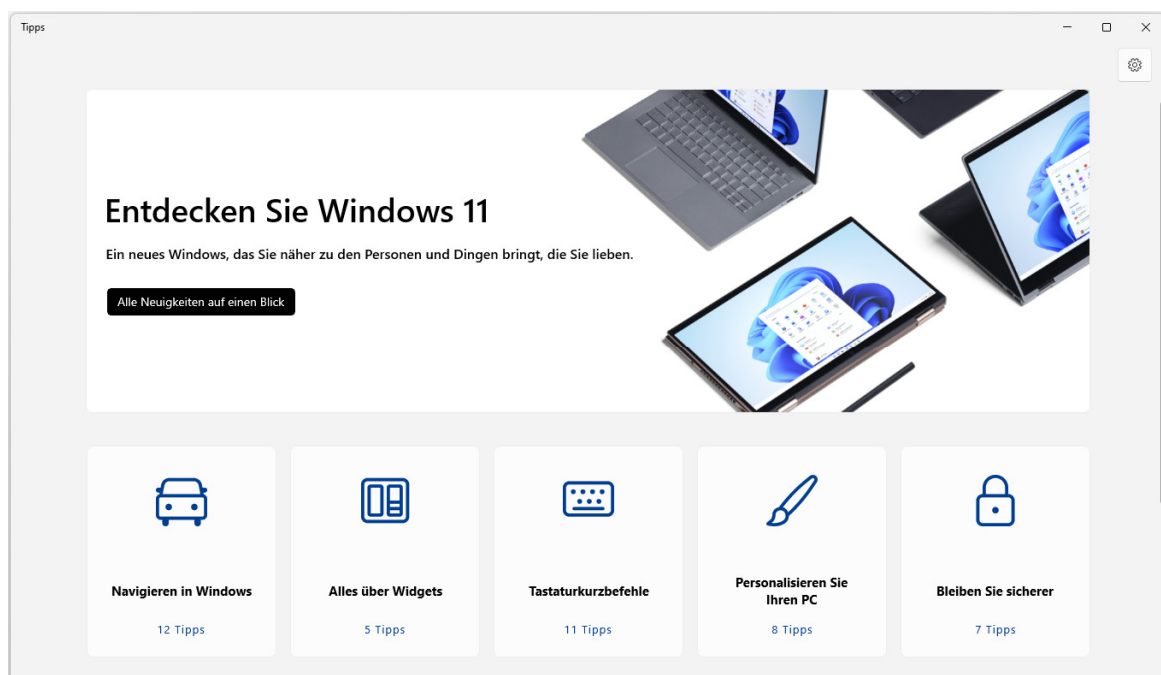 Tipps
Entdecken Sie Windows 11
Ein neues Windows, das Sie näher zu den Personen und Dingen bringt, die Sie lieben.
Alle Neuigkeiten auf einen Blick
Navigieren in Windows
12 Tipps
Alles über Widgets
5 Tipps
Tastaturkurzbefehle
11 Tipps
Personalisieren Sie
Ihren PC
8 Tipps
Bleiben Sie sicherer
7 Tipps